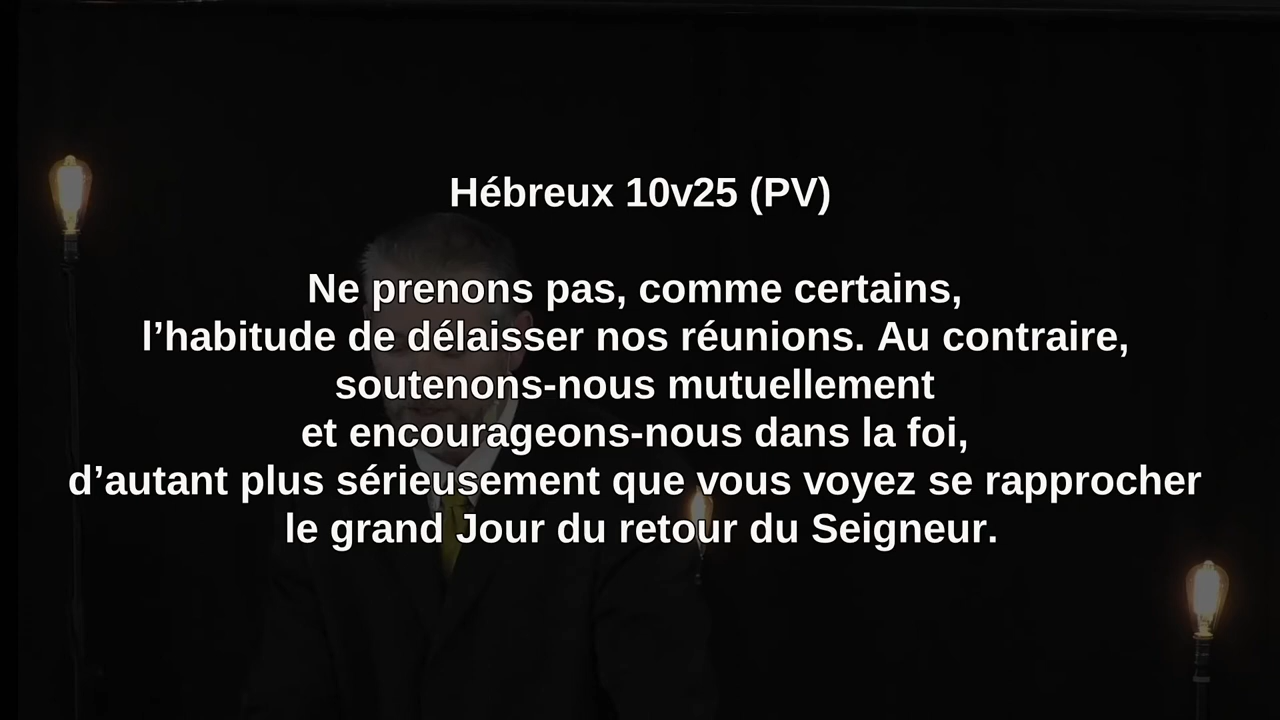 Hébreux 10v25 (PV)
Ne prenons pas, comme certains,
l’habitude de délaisser nos réunions. Au contraire,
soutenons-nous mutuellement
et encourageons-nous dans la foi,
d’autant plus sérieusement que vous voyez se rapprocher
le grand Jour du retour du Seigneur.